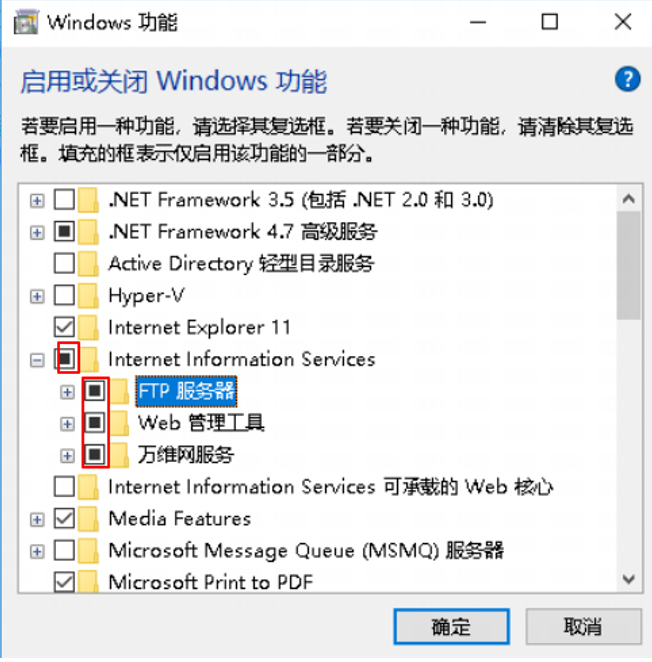 Windows 功能
启用或关闭 Windows 功能
?
若要启用一种功能，请选择其复选框。若要关闭一种功能，请清除其复选
框。填充的框表示仅启用该功能的一部分。
.NET Framework 3.5 (包括 .NET 2.0 和 3.0)
.NET Framework 4.7 高级服务
Active Directory 轻型目录服务
Hyper-V
Internet Explorer 11
Internet Information Services
FTP 服务器
Web 管理工具
万维网服务
Internet Information Services 可承载的 Web 核心
Media Features
Microsoft Message Queue (MSMQ) 服务器
Microsoft Print to PDF
确定
取消